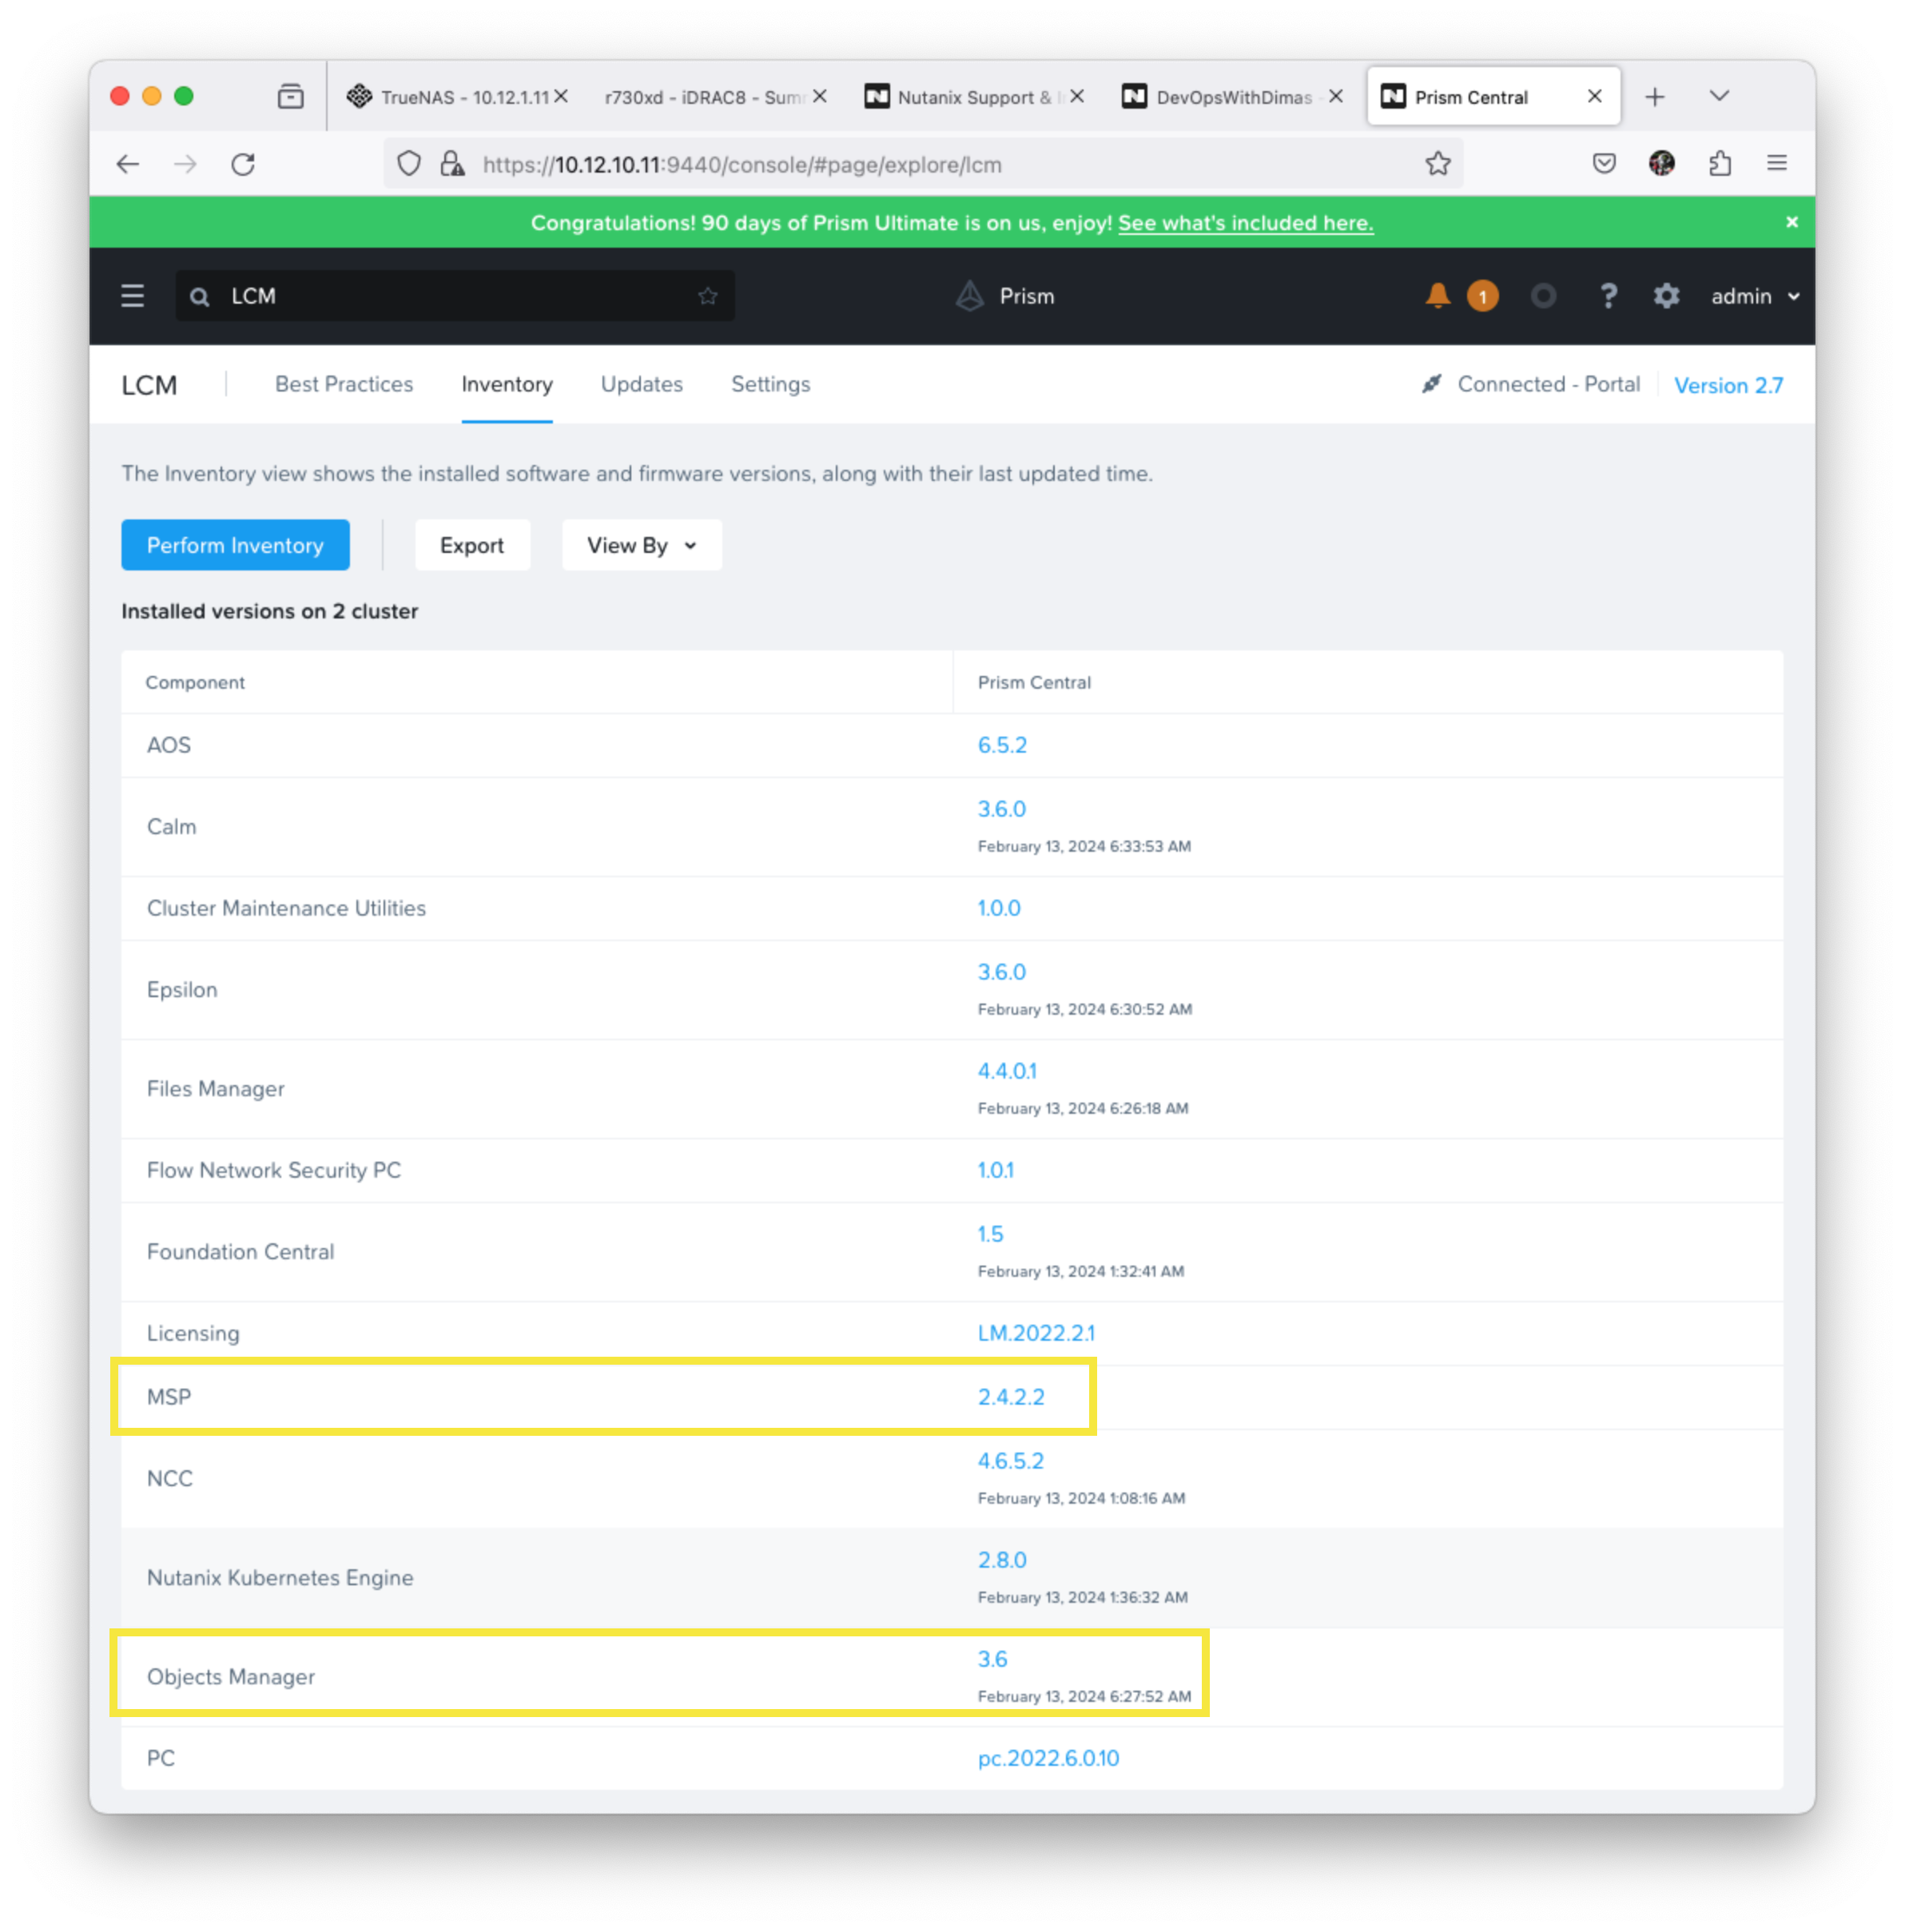 TrueNAS - 10.12.1.11
r730xd - iDRAC8 - Sum
Nutanix Support &
DevOpsWithDimas -
Prism Central
https://10.12.10.11:9440/console/#page/explore/lcm
Congratulations! 90 days of Prism Ultimate is on us, enjoy! See what's included here.
LCM
Prism
1
?
admin
LCM
Best Practices
Inventory
Updates
Settings
Connected - Portal
Version 2.7
The Inventory view shows the installed software and firmware versions, along with their last updated time.
Perform Inventory
Export
View By
Installed versions on 2 cluster
Component
Prism Central
AOS
6.5.2
Calm
3.6.0
February 13, 2024 6:33:53 AM
Cluster Maintenance Utilities
1.0.0
Epsilon
3.6.0
February 13, 2024 6:30:52 AM
Files Manager
4.4.0.1
February 13, 2024 6:26:18 AM
Flow Network Security PC
1.0.1
Foundation Central
1.5
February 13, 2024 1:32:41 AM
Licensing
LM.2022.2.1
MSP
2.4.2.2
NCC
4.6.5.2
February 13, 2024 1:08:16 AM
Nutanix Kubernetes Engine
2.8.0
February 13, 2024 1:36:32 AM
Objects Manager
3.6
February 13, 2024 6:27:52 AM
PC
pc.2022.6.0.10